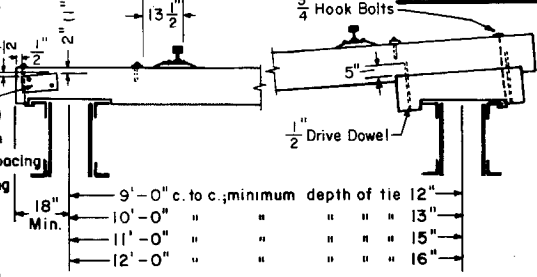 13 1/2"
3/4 Hook Bolts
1/2"
2" (1"
5"
1/2" Drive Dowel
pacing
g
18"
Min.
9'-0" c. to c.; minimum depth of tie 12"
10'-0" " " " " " 13"
11'-0" " " " " " 15"
12'-0" " " " " " 16"